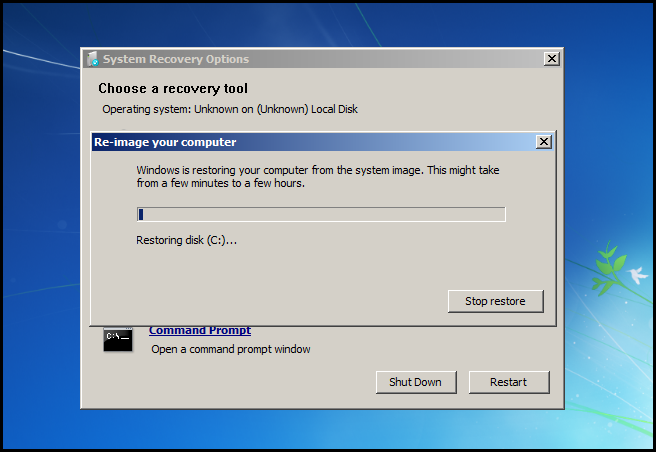 System Recovery Options
Choose a recovery tool
Operating system: Unknown on (Unknown) Local Disk
Re-image your computer
Windows is restoring your computer from the system image. This might take
from a few minutes to a few hours.
Restoring disk (C:)...
Stop restore
Command Prompt
C:\_
Open a command prompt window
Shut Down
Restart